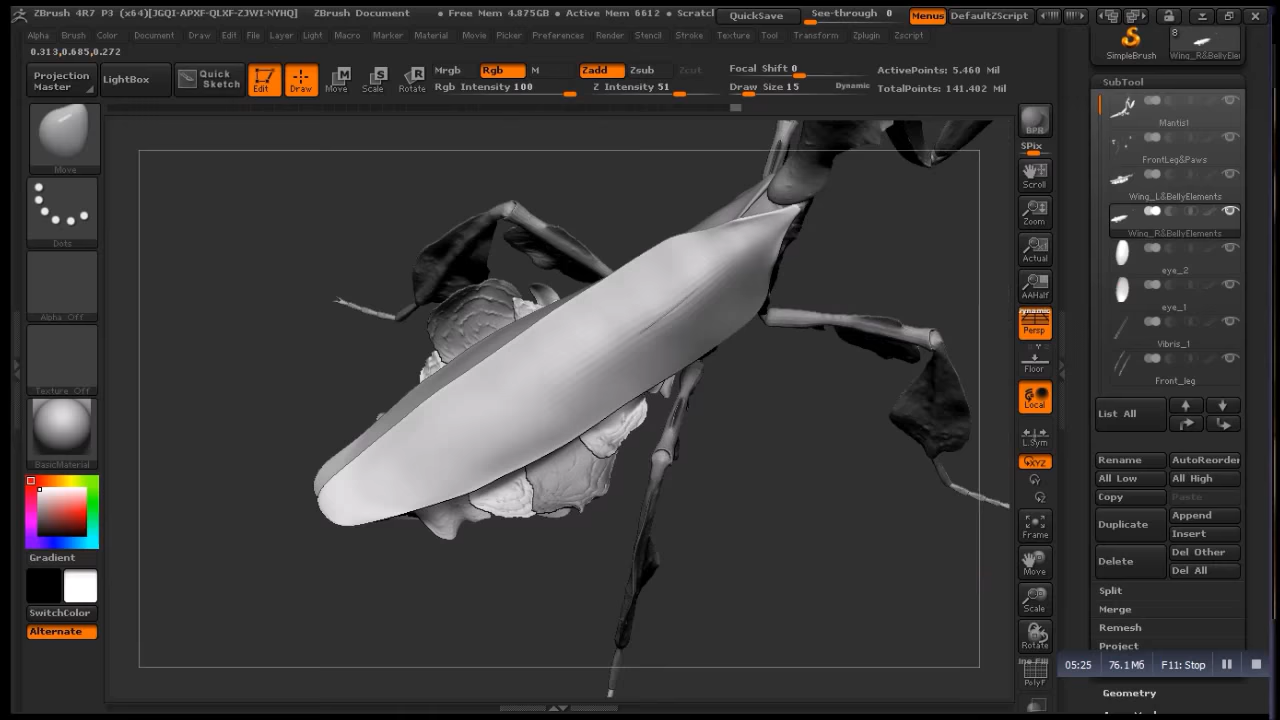 ZBrush 4R7 P3 (x64)[JGQI-APXF-QLXF-ZJWI-NYHQ] ZBrush Document • Free Mem 4.875GB • Active Mem 6612 • Scratcl QuickSave See-through 0 Menus DefaultZScript
Alpha Brush Color Document Draw Edit File Layer Light Macro Marker Material Movie Picker Preferences Render Stencil Stroke Texture Tool Transform Zplugin Zscript
0.313,0.685,0.272
Projection Master LightBox Quick Sketch Edit Draw Move Scale Rotate
Mrgb Rgb M Zadd Zsub Zcut Focal Shift 0 ActivePoints: 5.460 Mil
Rgb Intensity 100 Z Intensity 51 Draw Size 15 Dynamic TotalPoints: 141.402 Mil
Move
Dots
Alpha Off
Texture Off
BasicMaterial
Gradient
SwitchColor
Alternate
BPR
SPix
Scroll
Zoom
Actual
AAHalf
Dynamic
Persp
Floor
Local
L.Sym
XYZ
Frame
Move
Scale
Rotate
PolyF
8
SimpleBrush Wing_R&BellyEle
SubTool
Mantis1
FrontLeg&Paws
Wing_L&BellyElements
Wing_R&BellyElements
eye_2
eye_1
Vibris_1
Front_leg
List All
Rename AutoReorder
All Low All High
Copy Paste
Duplicate Append
Insert
Delete Del Other
Del All
Split
Merge
Remesh
Project
05:25 76.1 Мб F11: Stop
Geometry